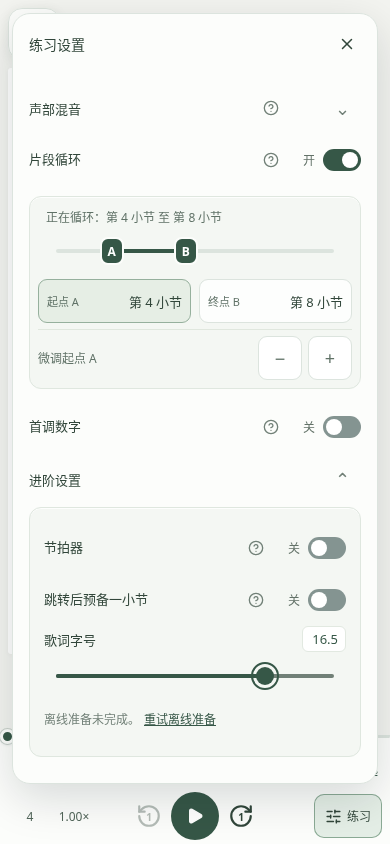 练习设置
声部混音
片段循环 开
正在循环：第 4 小节 至 第 8 小节
A B
起点 A 第 4 小节 终点 B 第 8 小节
微调起点 A − +
首调数字 关
进阶设置
节拍器 关
跳转后预备一小节 关
歌词字号 16.5
离线准备未完成。 重试离线准备
4 1.00× 1 1 练习